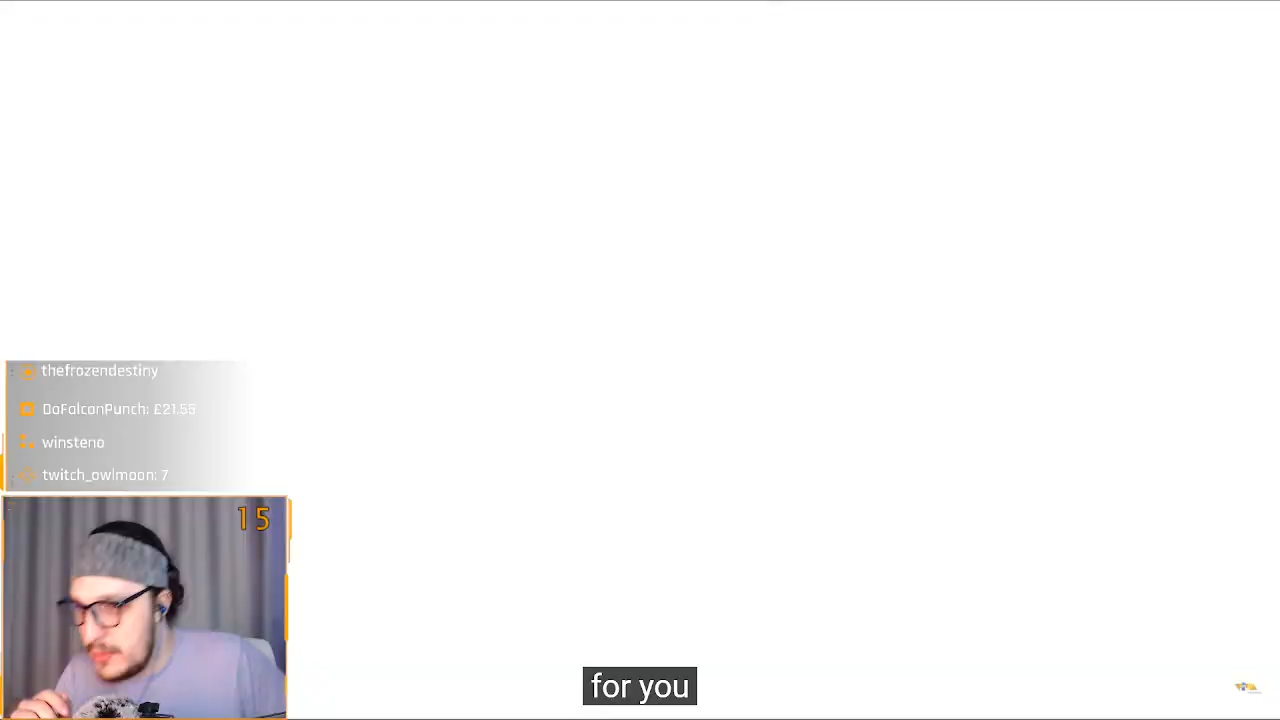 thefrozendestiny
DaFalconPunch: £21.55
winsteno
twitch_owlmoon: 7
15
for you